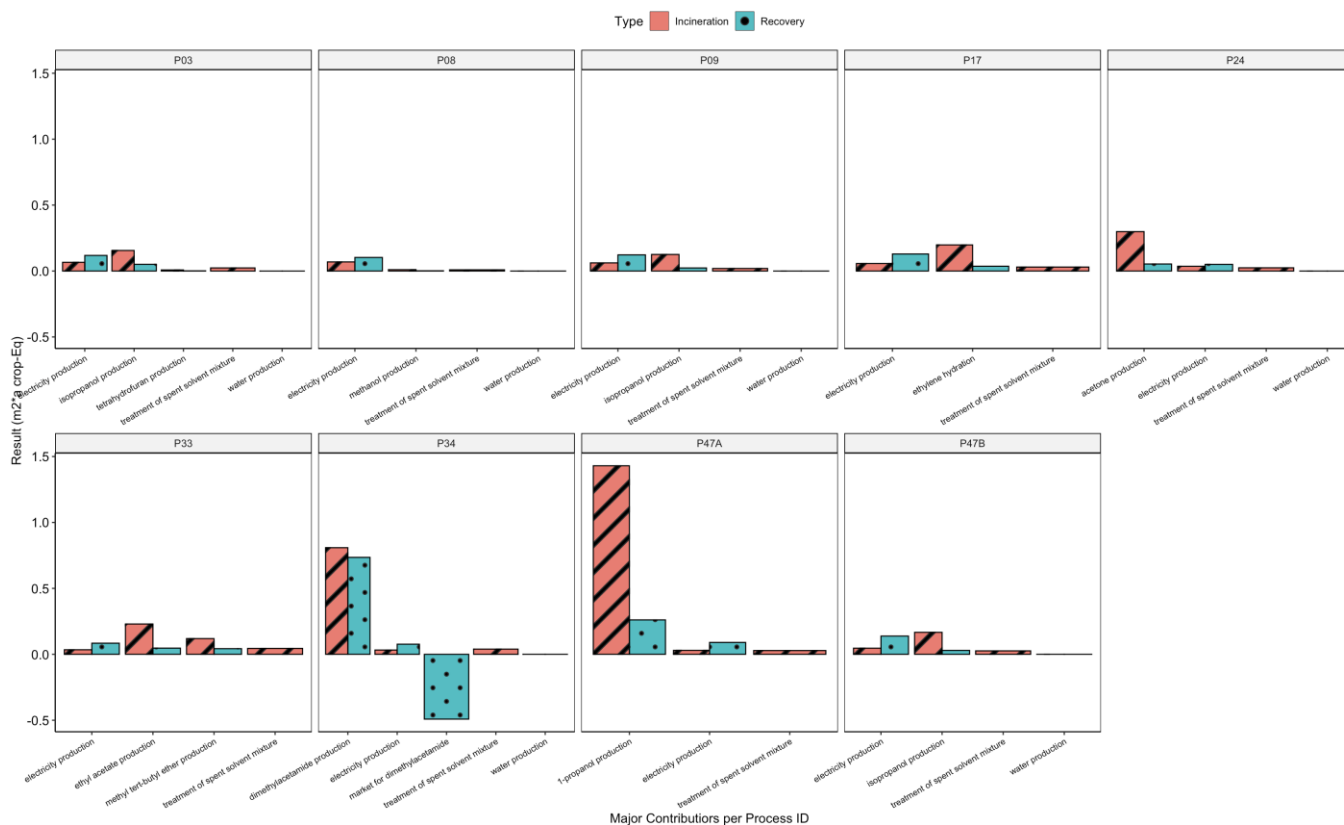 Type Incineration Recovery
P03 P08 P09 P17 P24
1.5
1.0
0.5
0.0
-0.5
electricity production isopropanol production tetrahydrofuran production treatment of spent solvent mixture water production
electricity production methanol production treatment of spent solvent mixture water production
electricity production isopropanol production treatment of spent solvent mixture water production
electricity production ethylene hydration treatment of spent solvent mixture
acetone production electricity production treatment of spent solvent mixture water production
Result (m2*a crop-Eq)
P33 P34 P47A P47B
1.5
1.0
0.5
0.0
-0.5
electricity production ethyl acetate production methyl tert-butyl ether production treatment of spent solvent mixture
dimethylacetamide production electricity production market for dimethylacetamide treatment of spent solvent mixture water production
1-propanol production electricity production treatment of spent solvent mixture
electricity production isopropanol production treatment of spent solvent mixture water production
Major Contributiors per Process ID